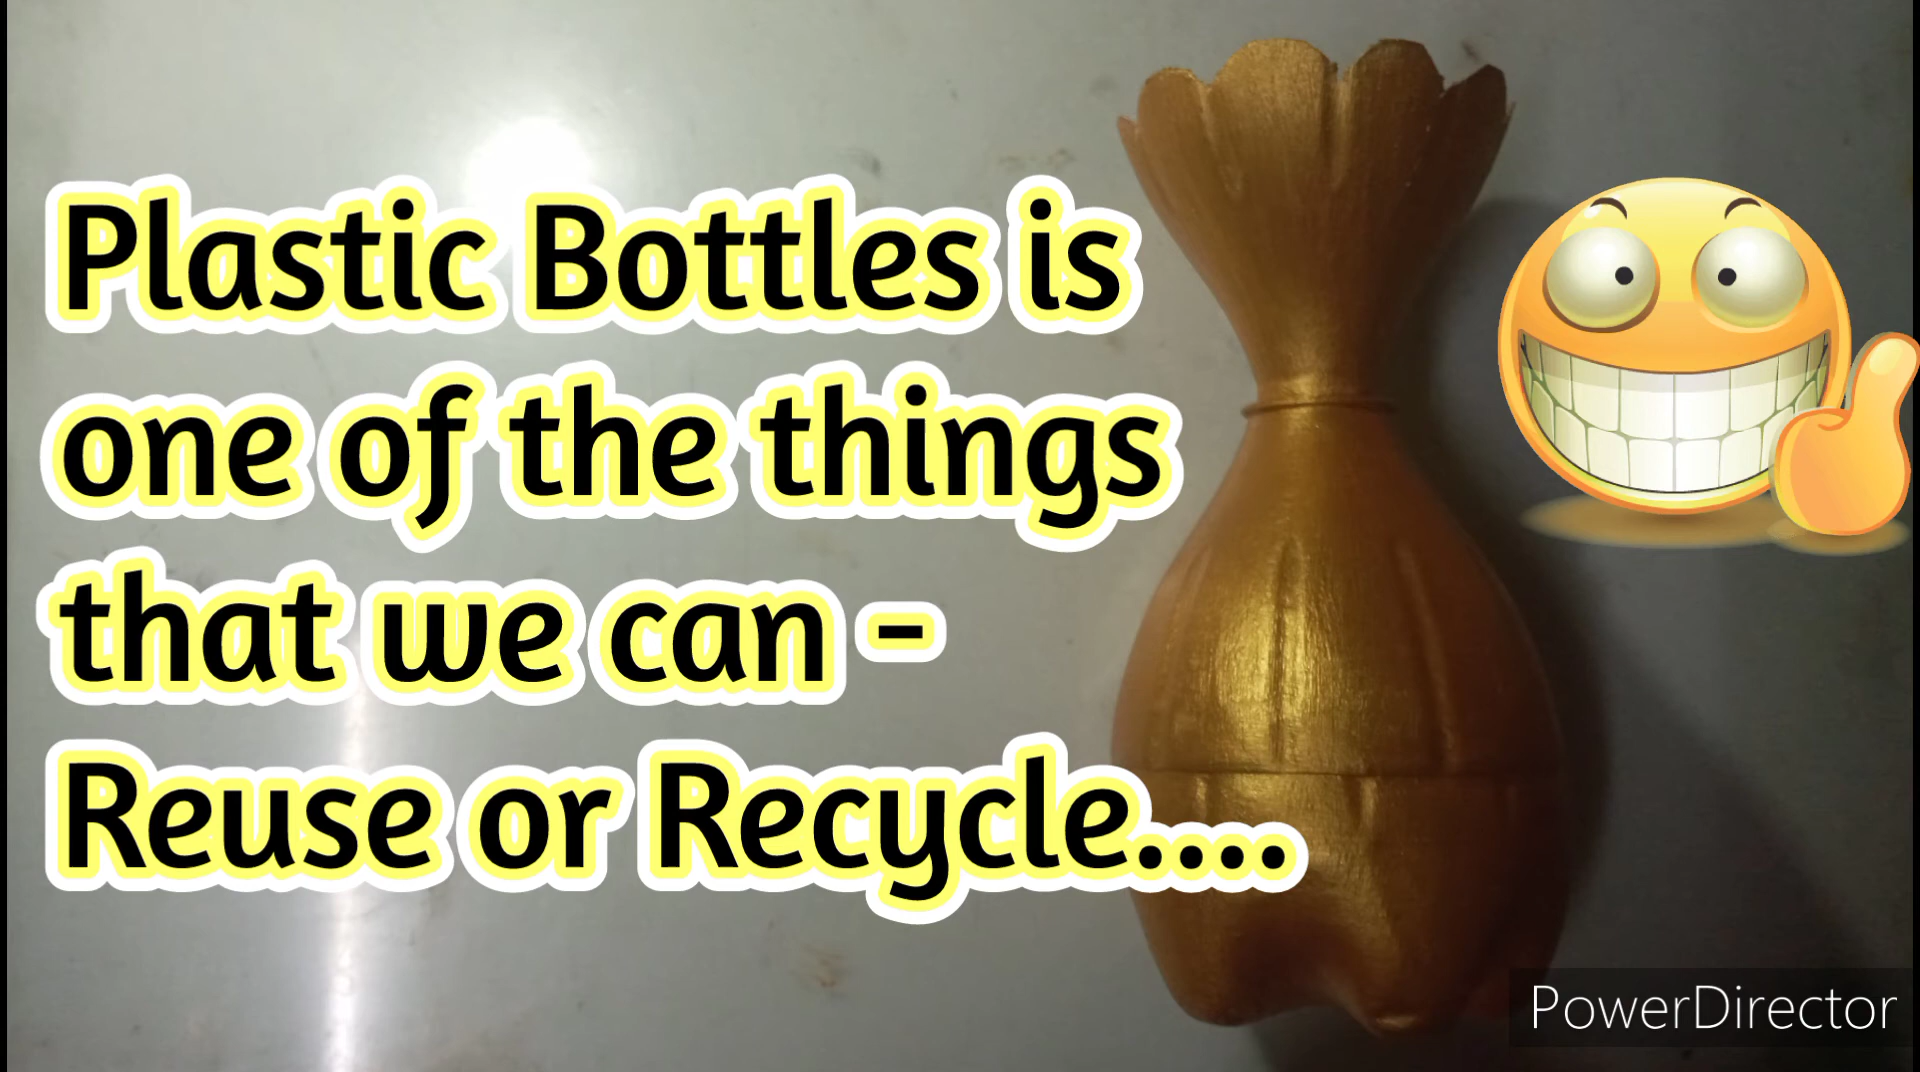 Plastic Bottles is
one of the things
that we can -
Reuse or Recycle....
PowerDirector